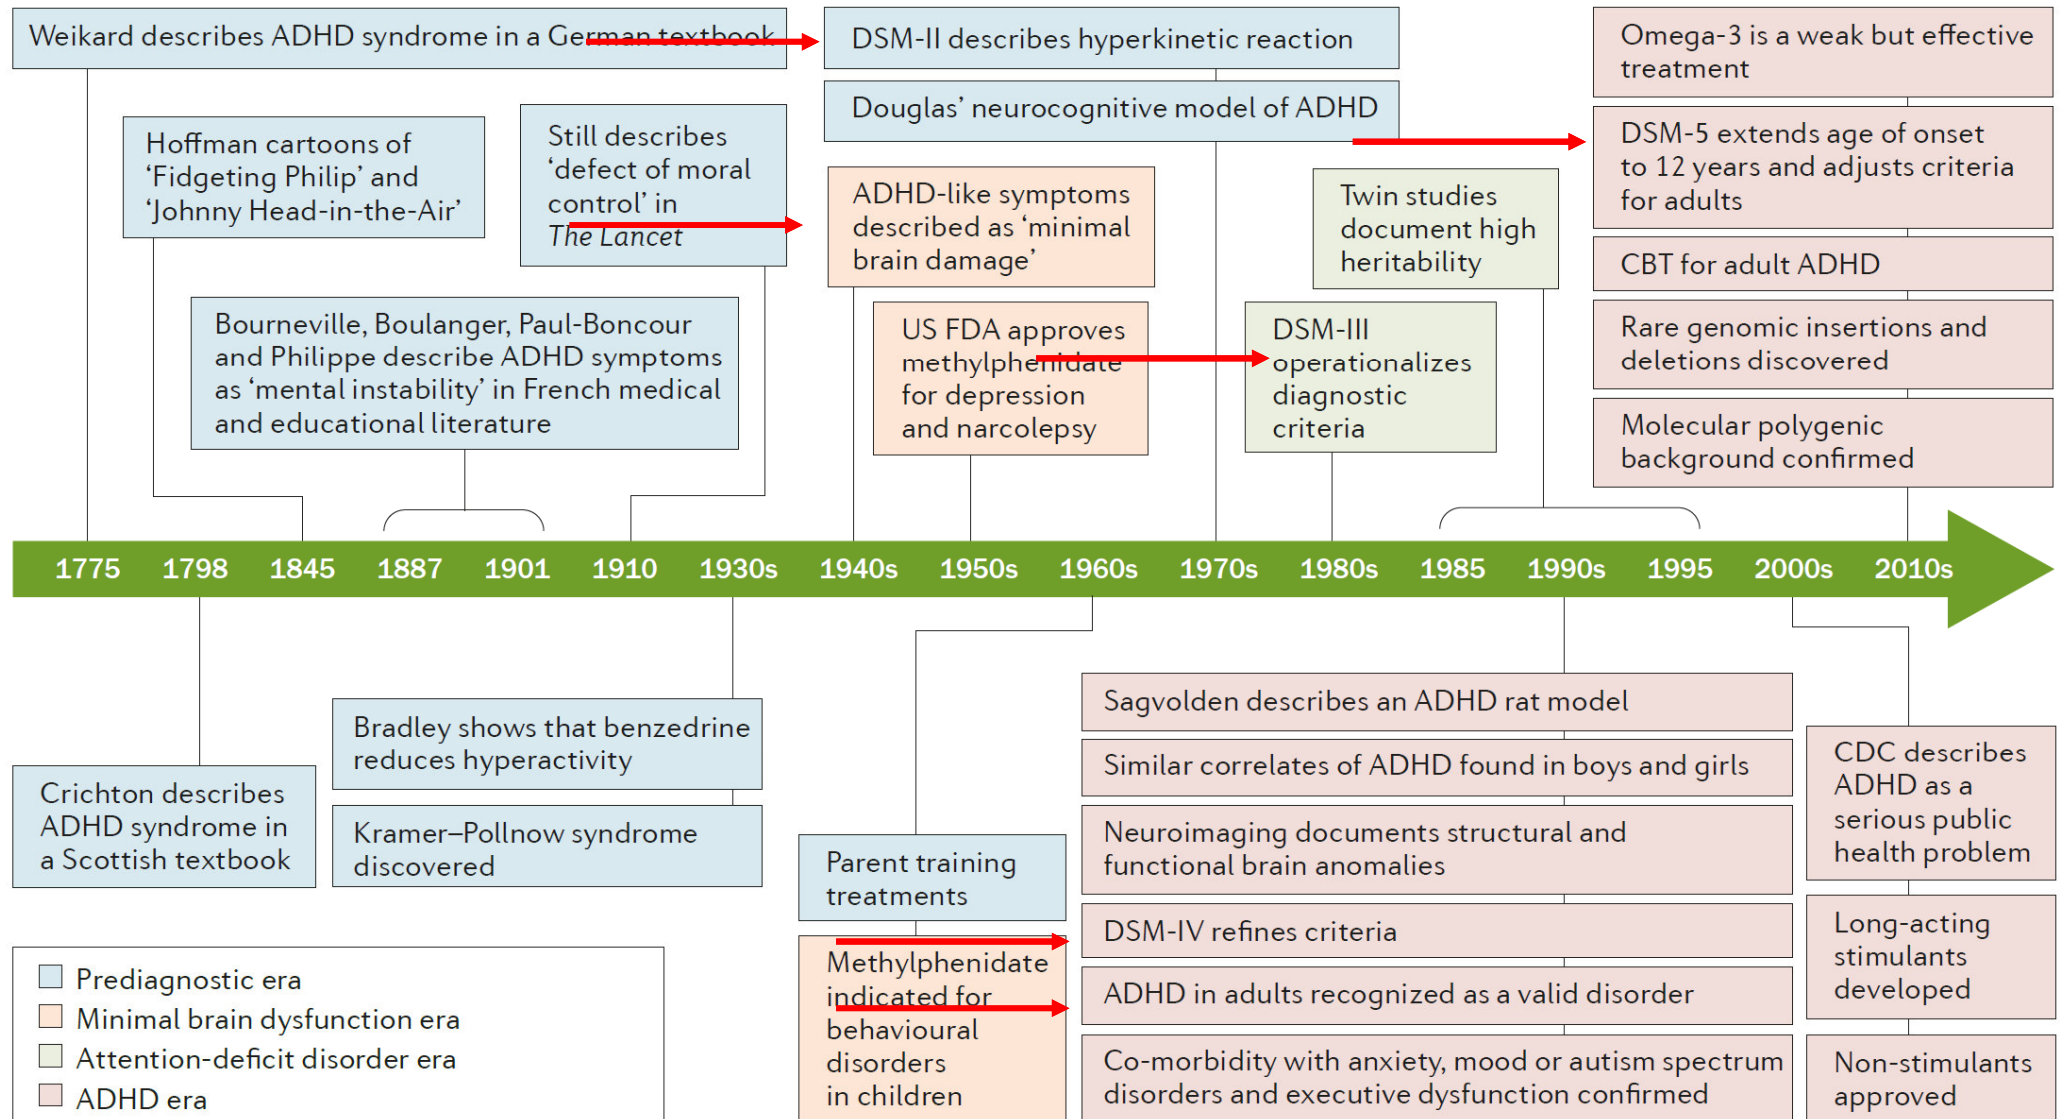 Weikard describes ADHD syndrome in a German textbook
DSM-II describes hyperkinetic reaction
Douglas’ neurocognitive model of ADHD
Omega-3 is a weak but effective
treatment
DSM-5 extends age of onset
to 12 years and adjusts criteria
for adults
CBT for adult ADHD
Rare genomic insertions and
deletions discovered
Molecular polygenic
background confirmed
Hoffman cartoons of
‘Fidgeting Philip’ and
‘Johnny Head-in-the-Air’
Still describes
‘defect of moral
control’ in
The Lancet
ADHD-like symptoms
described as ‘minimal
brain damage’
Twin studies
document high
heritability
Bourneville, Boulanger, Paul-Boncour
and Philippe describe ADHD symptoms
as ‘mental instability’ in French medical
and educational literature
US FDA approves
methylphenidate
for depression
and narcolepsy
DSM-III
operationalizes
diagnostic
criteria
1775 1798 1845 1887 1901 1910 1930s 1940s 1950s 1960s 1970s 1980s 1985 1990s 1995 2000s 2010s
Crichton describes
ADHD syndrome in
a Scottish textbook
Bradley shows that benzedrine
reduces hyperactivity
Kramer–Pollnow syndrome
discovered
Parent training
treatments
Methylphenidate
indicated for
behavioural
disorders
in children
Sagvolden describes an ADHD rat model
Similar correlates of ADHD found in boys and girls
Neuroimaging documents structural and
functional brain anomalies
DSM-IV refines criteria
ADHD in adults recognized as a valid disorder
Co-morbidity with anxiety, mood or autism spectrum
disorders and executive dysfunction confirmed
CDC describes
ADHD as a
serious public
health problem
Long-acting
stimulants
developed
Non-stimulants
approved
Prediagnostic era
Minimal brain dysfunction era
Attention-deficit disorder era
ADHD era